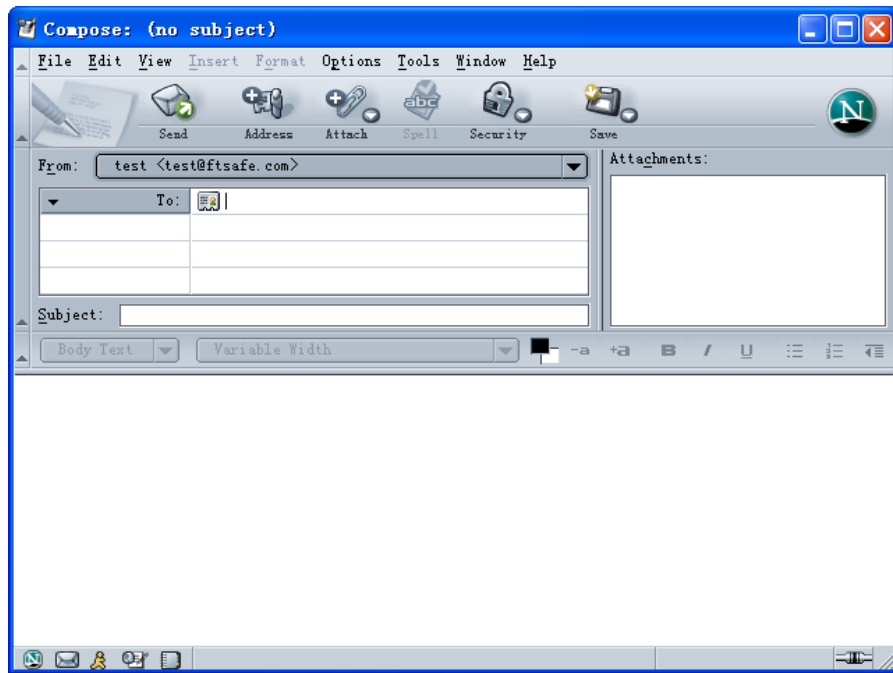 Compose: (no subject)
File Edit View Insert Format Options Tools Window Help
Send Address Attach Spell Security Save
N
abc
From: test <test@ftsafe.com>
Attachments:
To:
Subject:
Body Text Variable Width -a +a B I U